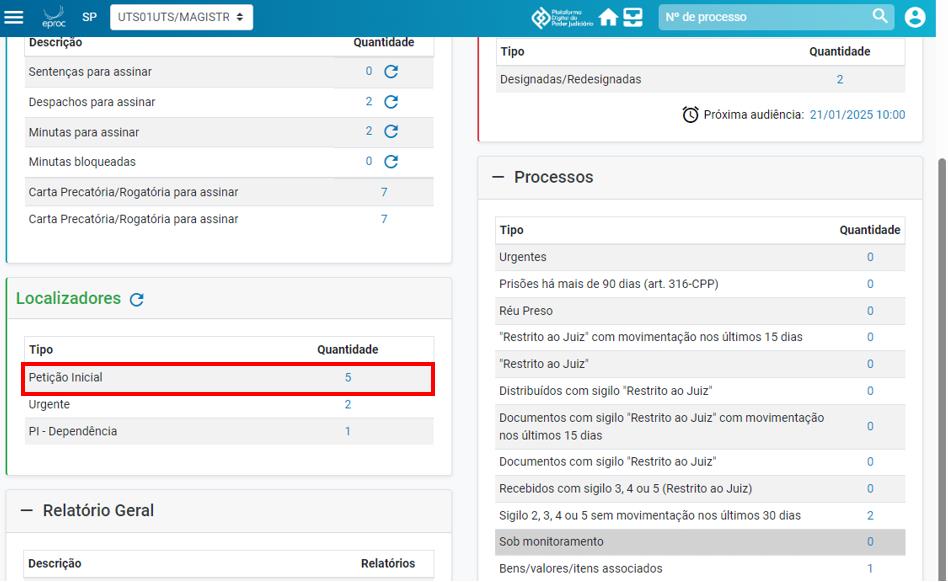 eproc SP UTS01UTS/MAGISTR Plataforma Digital do Poder Judiciário Nº de processo
Descrição Quantidade
Sentenças para assinar 0
Despachos para assinar 2
Minutas para assinar 2
Minutas bloqueadas 0
Carta Precatória/Rogatória para assinar 7
Carta Precatória/Rogatória para assinar 7
Localizadores
Tipo Quantidade
Petição Inicial 5
Urgente 2
PI - Dependência 1
Relatório Geral
Descrição Relatórios
Tipo Quantidade
Designadas/Redesignadas 2
Próxima audiência: 21/01/2025 10:00
Processos
Tipo Quantidade
Urgentes 0
Prisões há mais de 90 dias (art. 316-CPP) 0
Réu Preso 0
"Restrito ao Juiz" com movimentação nos últimos 15 dias 0
"Restrito ao Juiz" 0
Distribuídos com sigilo "Restrito ao Juiz" 0
Documentos com sigilo "Restrito ao Juiz" com movimentação
nos últimos 15 dias 0
Documentos com sigilo "Restrito ao Juiz" 0
Recebidos com sigilo 3, 4 ou 5 (Restrito ao Juiz) 0
Sigilo 2, 3, 4 ou 5 sem movimentação nos últimos 30 dias 2
Sob monitoramento 0
Bens/valores/itens associados 1